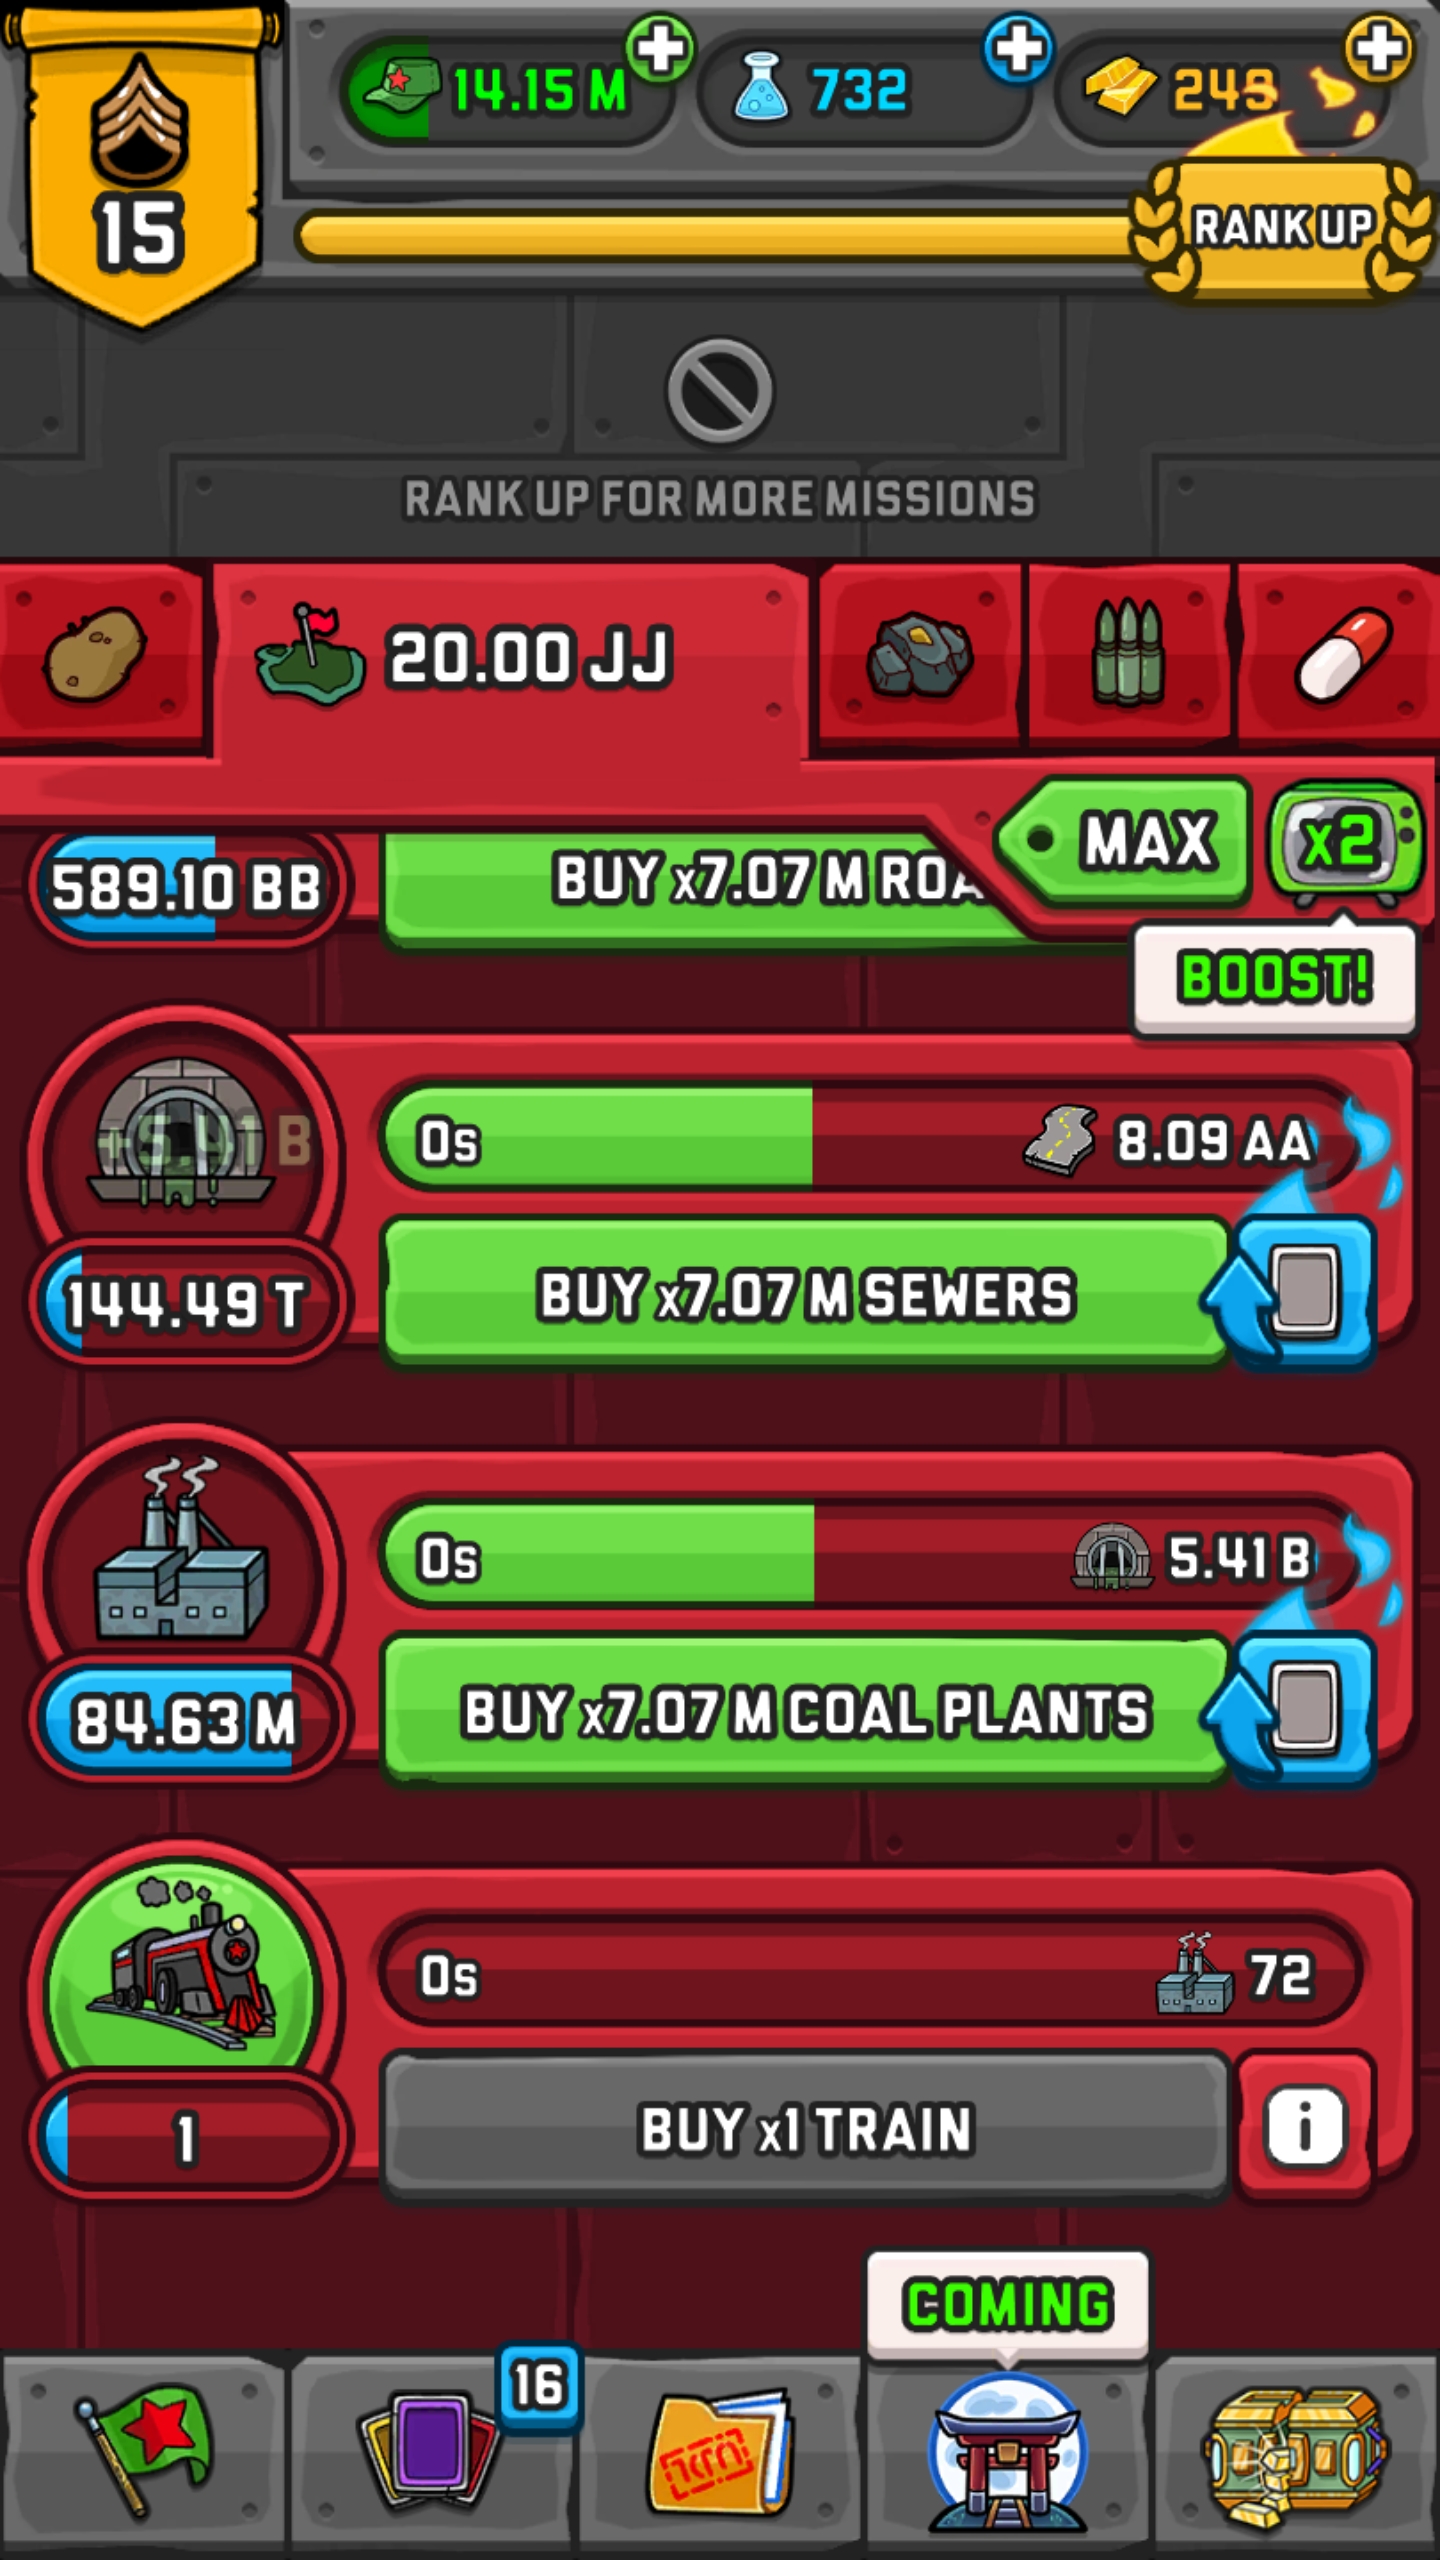 15
14.15 M
732
RANK UP
RANK UP FOR MORE MISSIONS
20.00 JJ
MAX
x2
589.10 BB
BUY x7.07 M
BOOST!
+5.41 B
0s
8.09 AA
144.49 T
BUY x7.07 M SEWERS
0s
5.41 B
84.63 M
BUY x7.07 M COAL PLANTS
0s
72
1
BUY x1 TRAIN
i
COMING
16